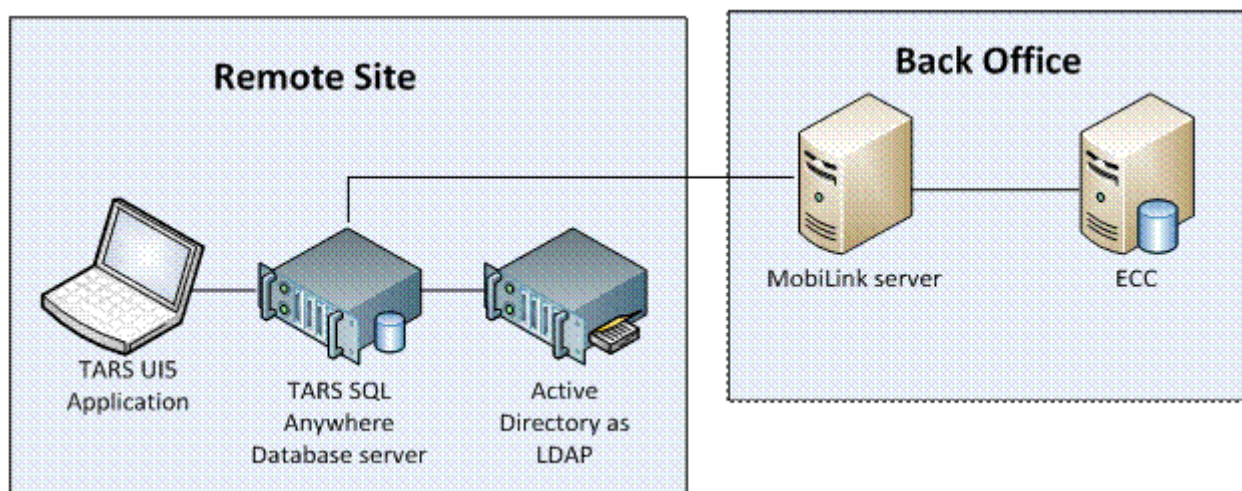 Remote Site
TARS UI5
Application
TARS SQL
Anywhere
Database server
Active
Directory as
LDAP
Back Office
MobiLink server
ECC